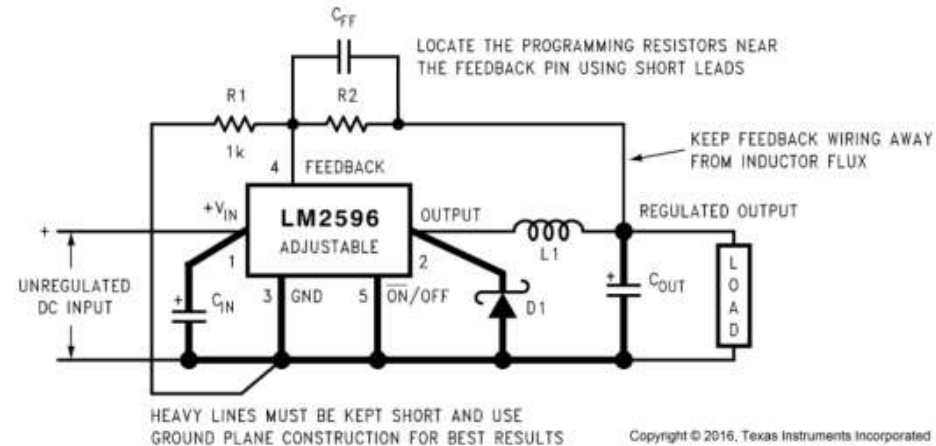 CFF
LOCATE THE PROGRAMMING RESISTORS NEAR
THE FEEDBACK PIN USING SHORT LEADS
R1
R2
1k
4 FEEDBACK
KEEP FEEDBACK WIRING AWAY
FROM INDUCTOR FLUX
+VIN
LM2596
ADJUSTABLE
OUTPUT
REGULATED OUTPUT
+
1
2
L1
UNREGULATED
DC INPUT
+
CIN
3 GND
5 ON/OFF
D1
+
COUT
LOAD
HEAVY LINES MUST BE KEPT SHORT AND USE
GROUND PLANE CONSTRUCTION FOR BEST RESULTS
Copyright © 2016, Texas Instruments Incorporated